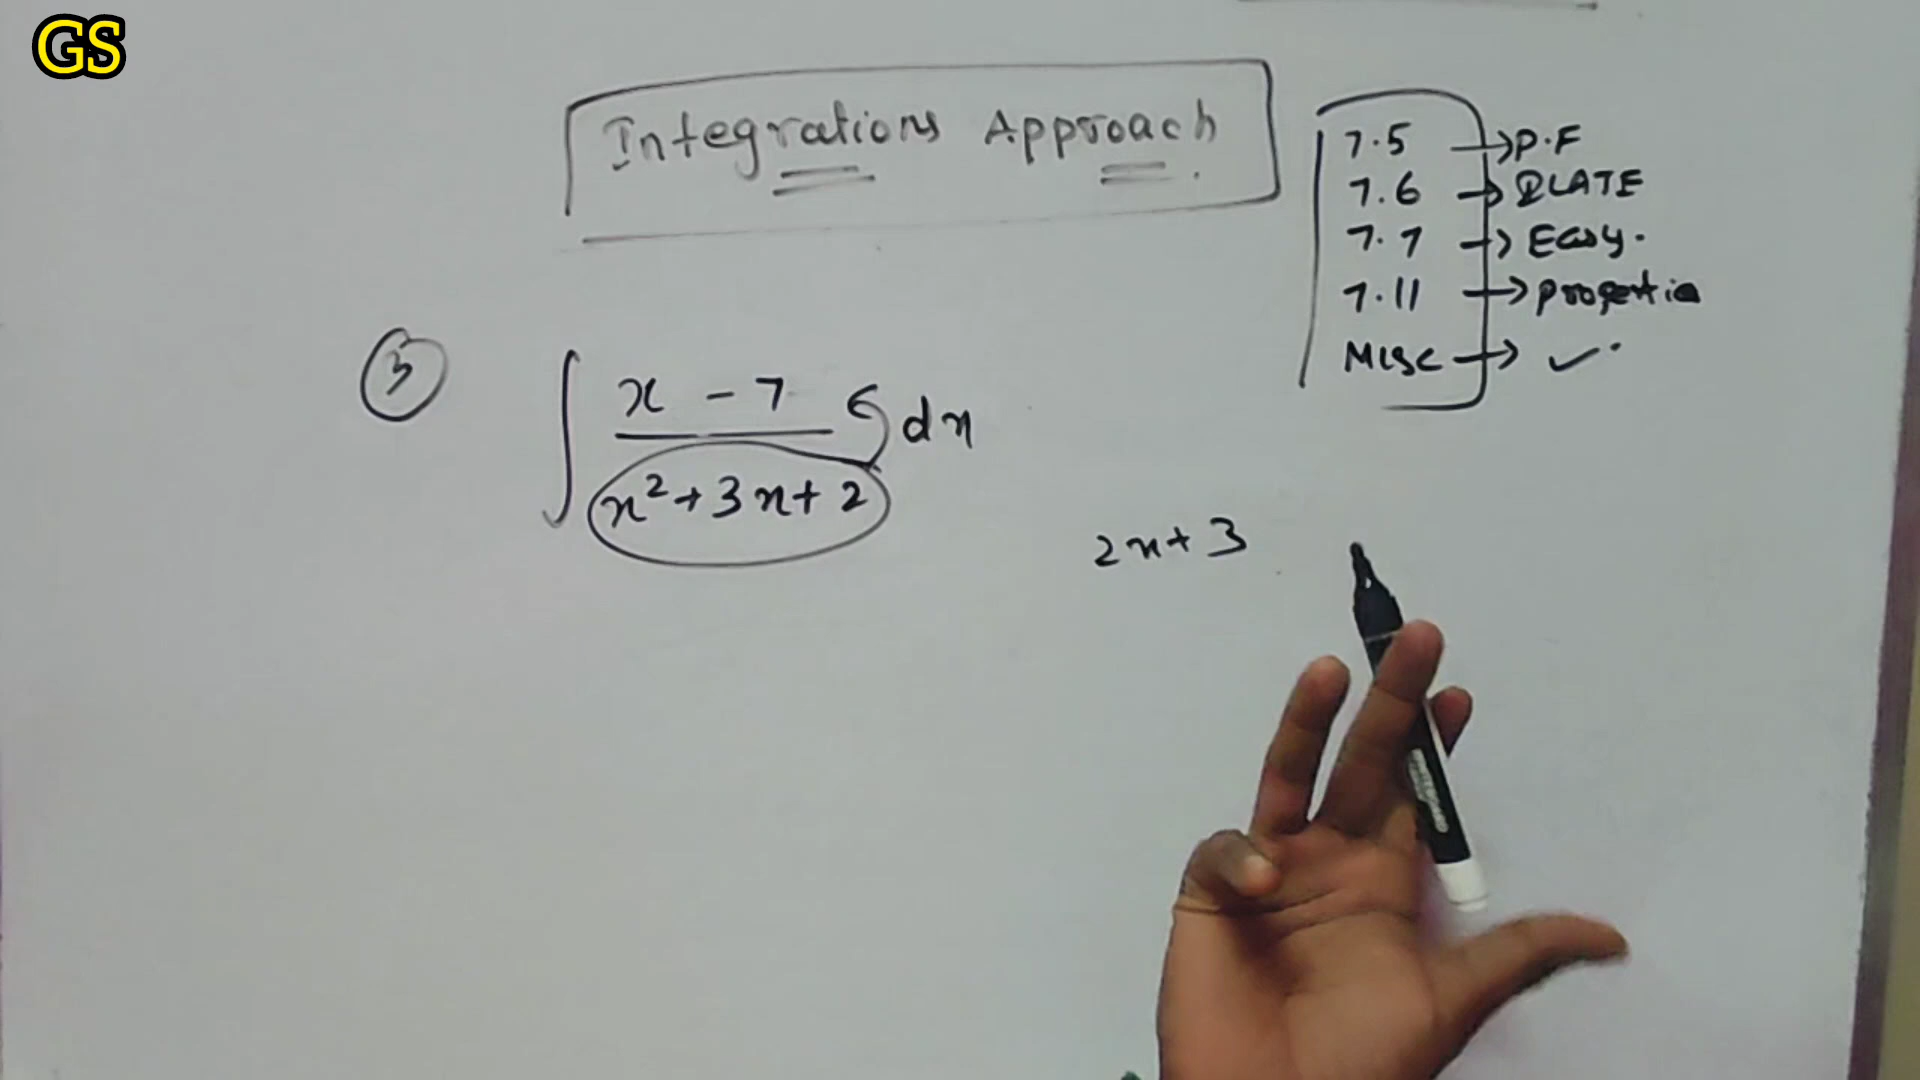 GS
Integrations Approach.
7.5 → P.F
7.6 → ILATE
7.7 → Easy.
7.11 → propertie
Misc → ✓.
3
∫ x - 7 / x² + 3x + 2 dx
2x + 3